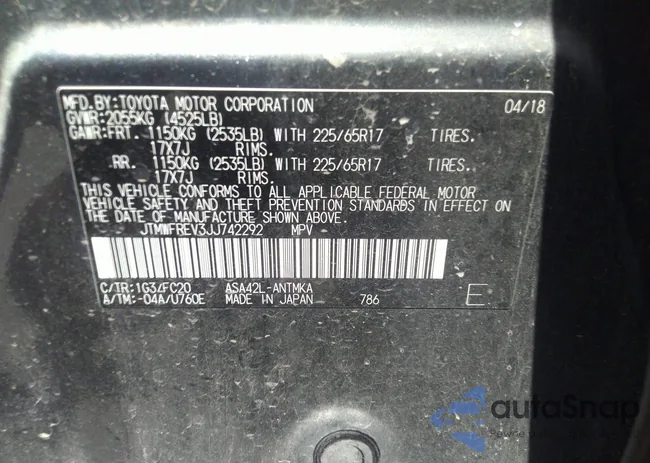 MFD.BY:TOYOTA MOTOR CORPORATION 04/18
GVWR:2055KG (4525LB)
GAWR:FRT. 1150KG (2535LB) WITH 225/65R17 TIRES.
17X7J RIMS.
RR. 1150KG (2535LB) WITH 225/65R17 TIRES.
17X7J RIMS.
THIS VEHICLE CONFORMS TO ALL APPLICABLE FEDERAL MOTOR
VEHICLE SAFETY AND THEFT PREVENTION STANDARDS IN EFFECT ON
THE DATE OF MANUFACTURE SHOWN ABOVE.
JTMWFREV3JJ742292 MPV
C/TR:1G3/FC20 ASA42L-ANTMKA
A/TM:-04A/U760E MADE IN JAPAN 786 E
autoSnap